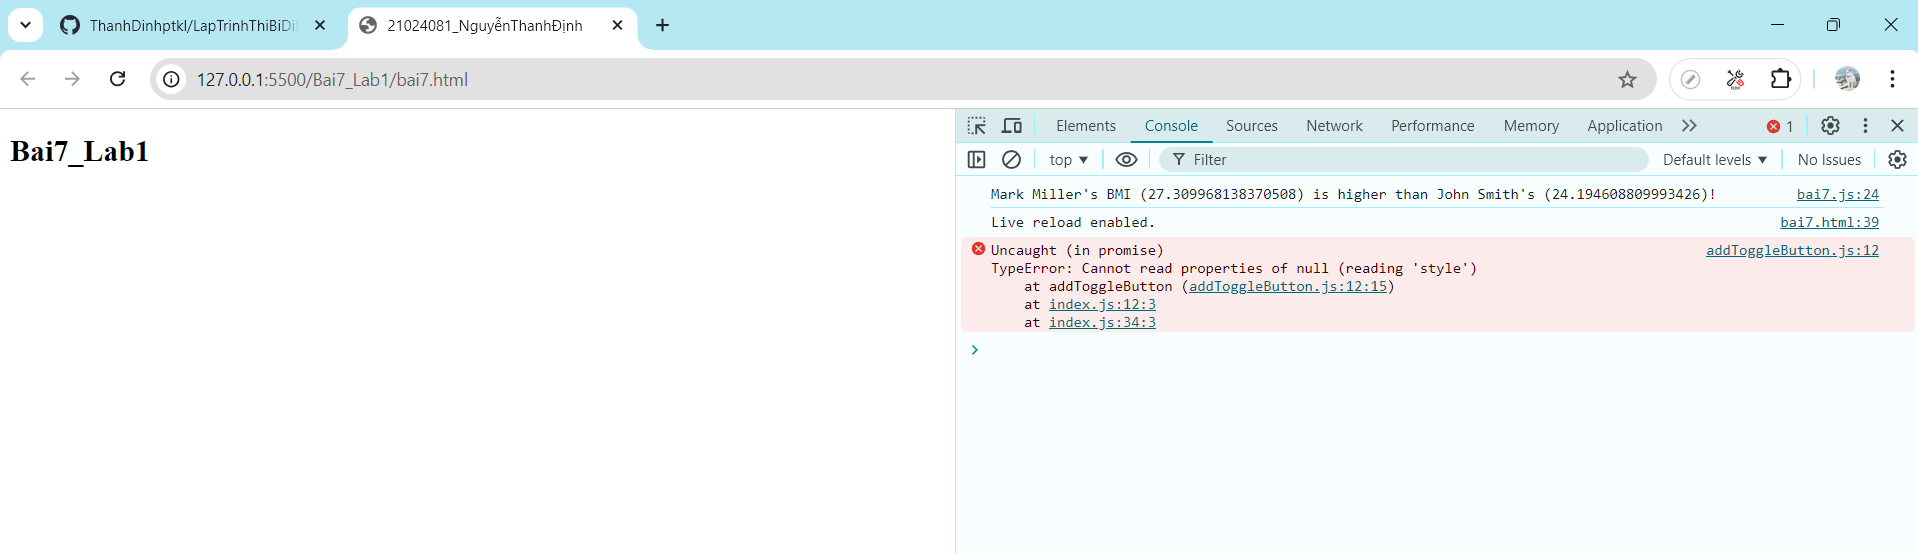 ThanhDinhptkl/LapTrinhThiBiDi
21024081_NguyễnThanhĐịnh
127.0.0.1:5500/Bai7_Lab1/bai7.html
Bai7_Lab1
Elements Console Sources Network Performance Memory Application 1
top Filter Default levels No Issues
Mark Miller's BMI (27.309968138370508) is higher than John Smith's (24.194608809993426)! bai7.js:24
Live reload enabled. bai7.html:39
Uncaught (in promise) addToggleButton.js:12
TypeError: Cannot read properties of null (reading 'style')
at addToggleButton (addToggleButton.js:12:15)
at index.js:12:3
at index.js:34:3